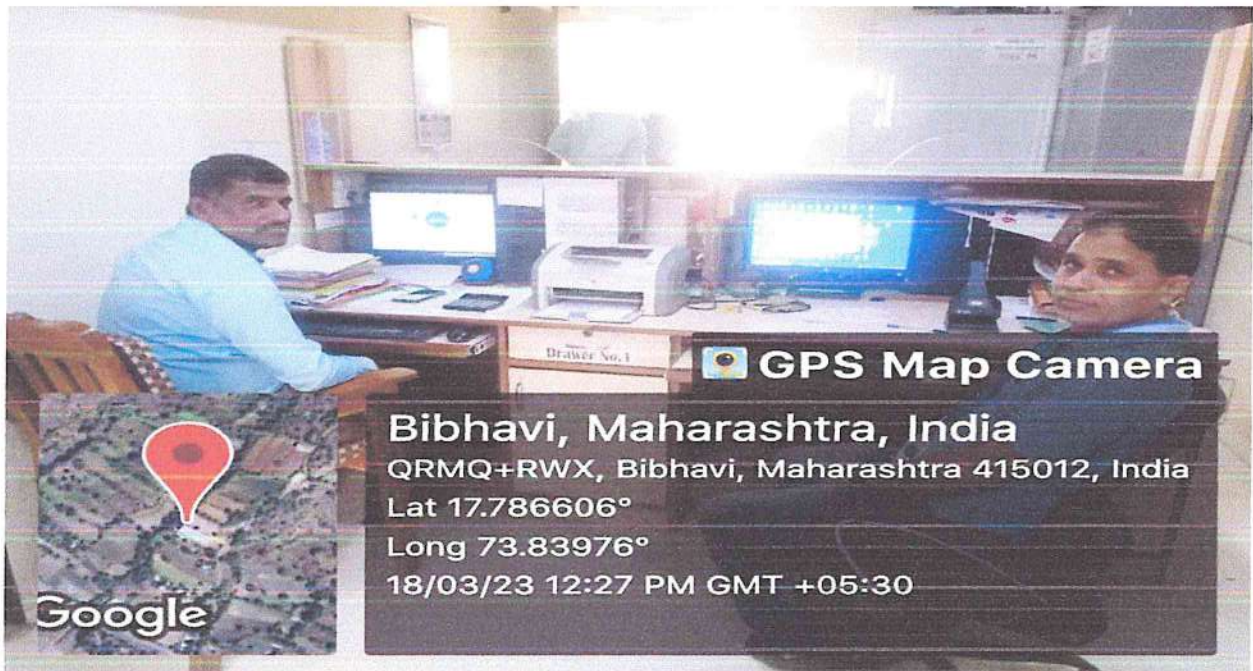 Drawer No. 1
GPS Map Camera
Bibhavi, Maharashtra, India
QRMQ+RWX, Bibhavi, Maharashtra 415012, India
Lat 17.786606°
Long 73.83976°
18/03/23 12:27 PM GMT +05:30
Google